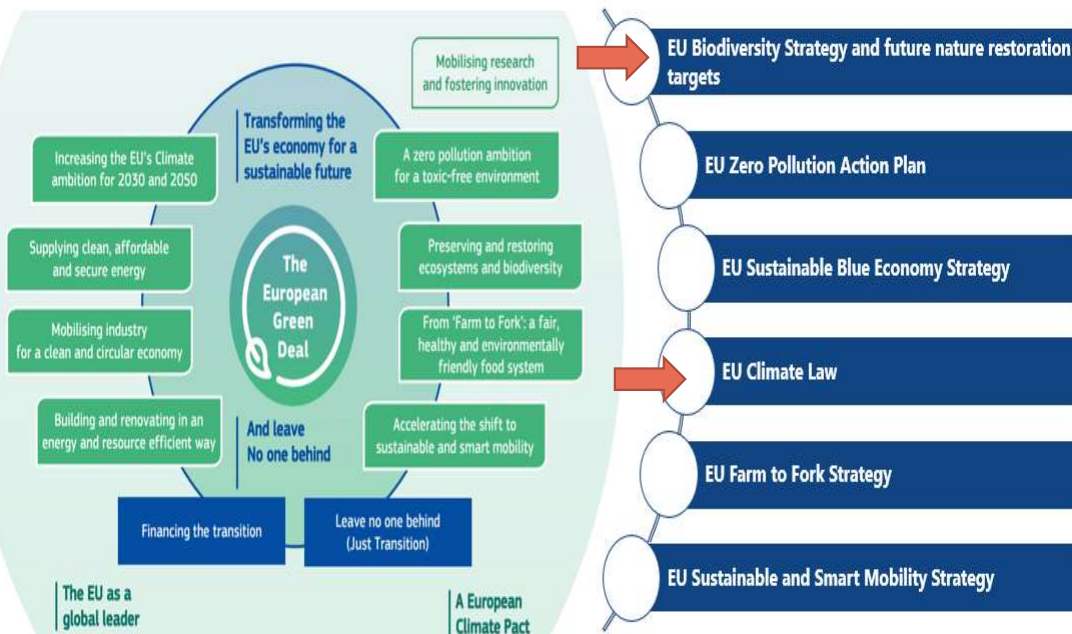 Mobilising research
and fostering innovation
Transforming the
EU's economy for a
sustainable future
Increasing the EU's Climate
ambition for 2030 and 2050
A zero pollution ambition
for a toxic-free environment
Supplying clean, affordable
and secure energy
Preserving and restoring
ecosystems and biodiversity
The
European
Green
Deal
Mobilising industry
for a clean and circular economy
From 'Farm to Fork': a fair,
healthy and environmentally
friendly food system
Building and renovating in an
energy and resource efficient way
And leave
No one behind
Accelerating the shift to
sustainable and smart mobility
Financing the transition
Leave no one behind
(Just Transition)
The EU as a
global leader
A European
Climate Pact
EU Biodiversity Strategy and future nature restoration
targets
EU Zero Pollution Action Plan
EU Sustainable Blue Economy Strategy
EU Climate Law
EU Farm to Fork Strategy
EU Sustainable and Smart Mobility Strategy